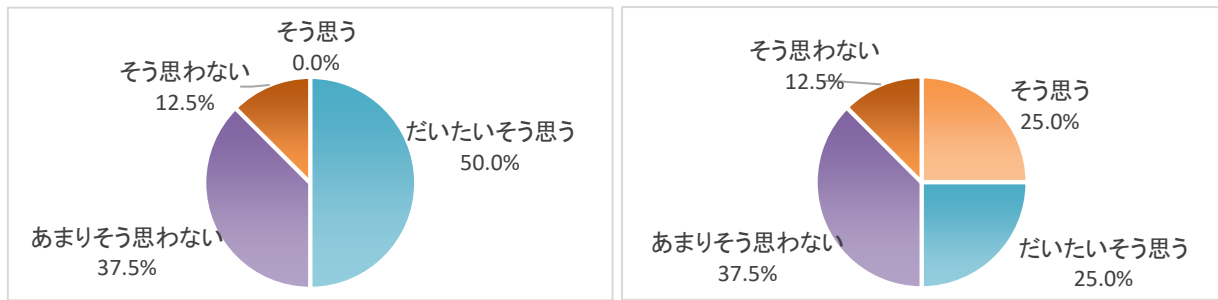 そう思う
0.0%
そう思わない
12.5%
だいたいそう思う
50.0%
あまりそう思わない
37.5%
そう思わない
12.5%
そう思う
25.0%
あまりそう思わない
37.5%
だいたいそう思う
25.0%